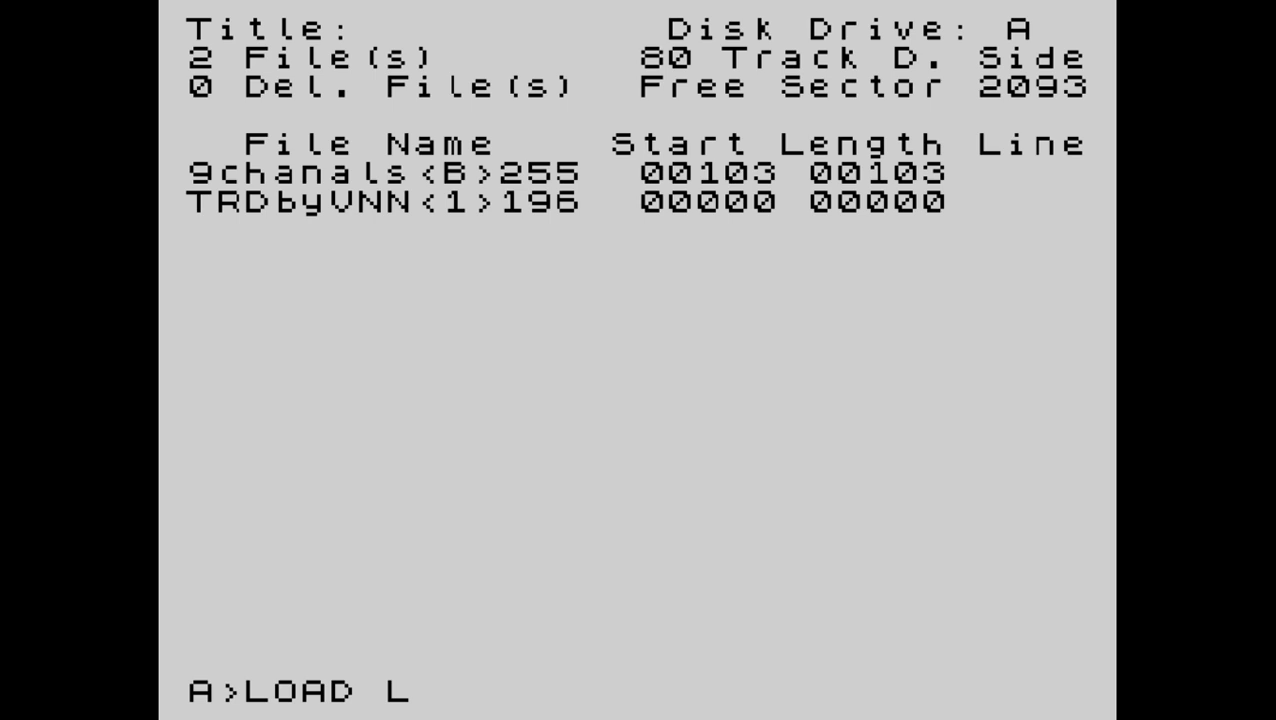 Title: Disk Drive: A
2 File(s) 80 Track D. Side
0 Del. File(s) Free Sector 2093
File Name Start Length Line
9chanals<B>255 00103 00103
TRDbyVNN<1>196 00000 00000
A>LOAD L